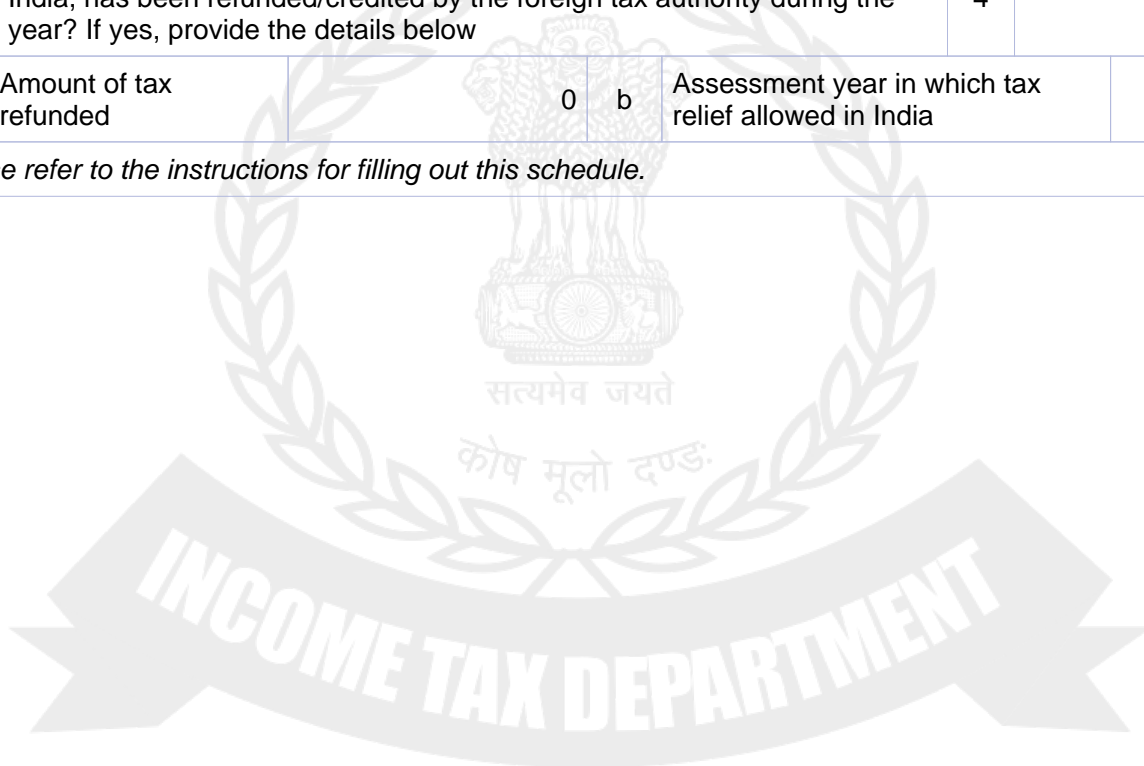 India, has been refunded/credited by the foreign tax authority during the
year? If yes, provide the details below
4
Amount of tax
refunded
0
b
Assessment year in which tax
relief allowed in India
e refer to the instructions for filling out this schedule.
सत्यमेव जयते
कोष मूलो दण्डः
INCOME TAX DEPARTMENT